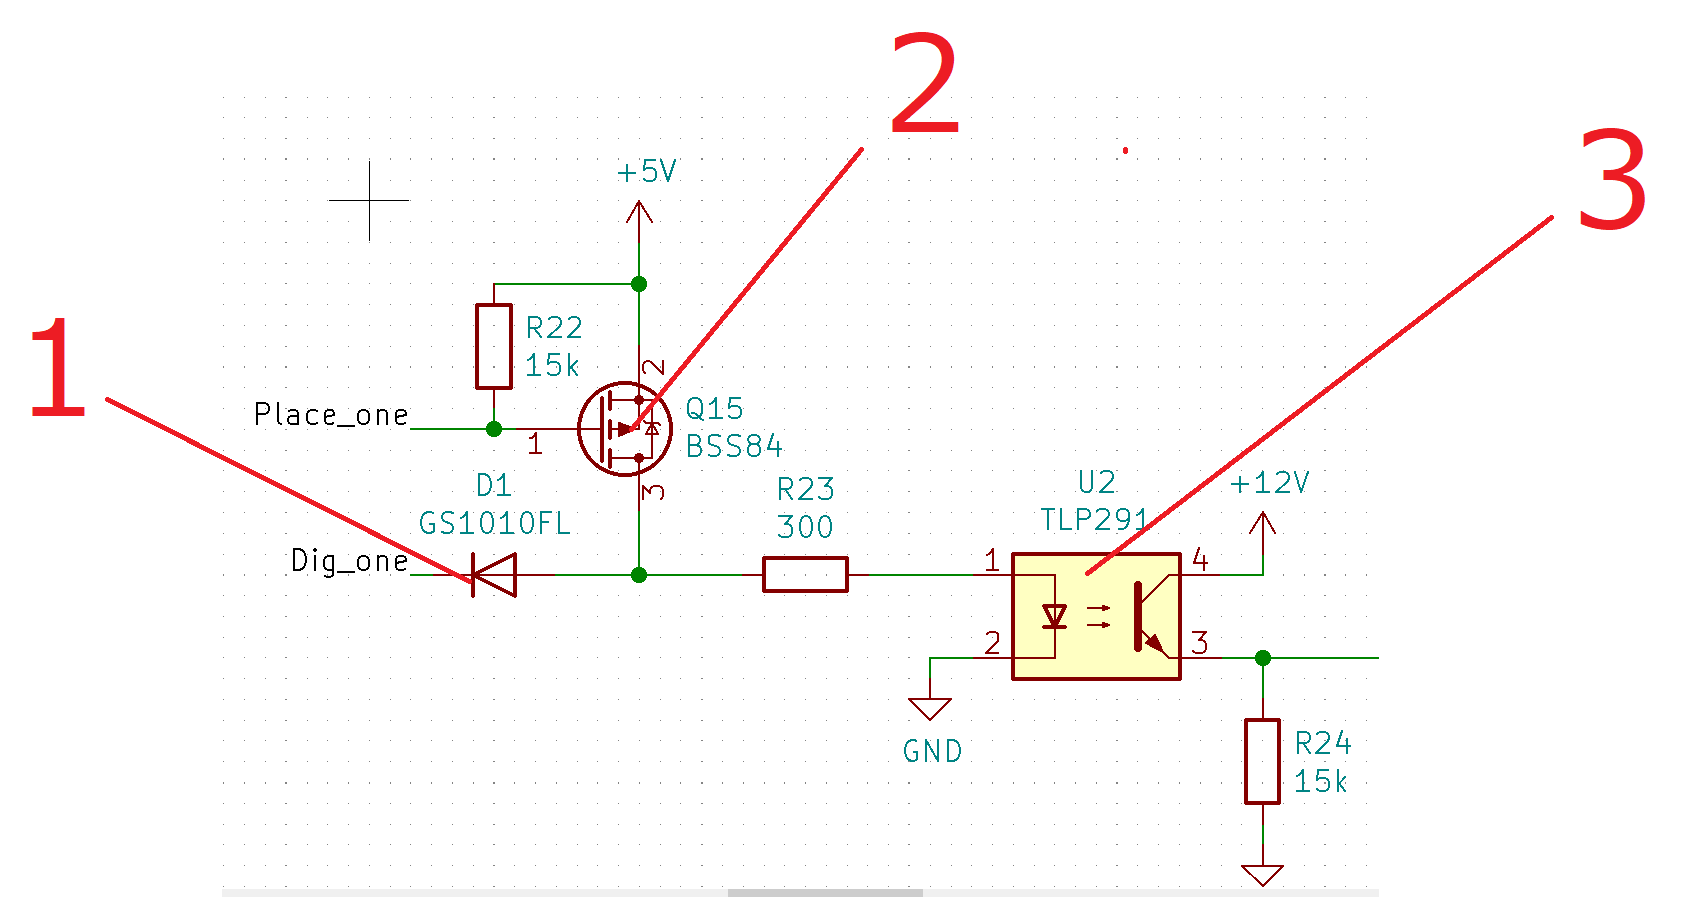 2
3
+5V
1
R22
15k
2
Place_one
1
Q15
BSS84
D1
GS1010FL
3
R23
300
U2
TLP291
+12V
Dig_one
1
4
2
3
GND
R24
15k